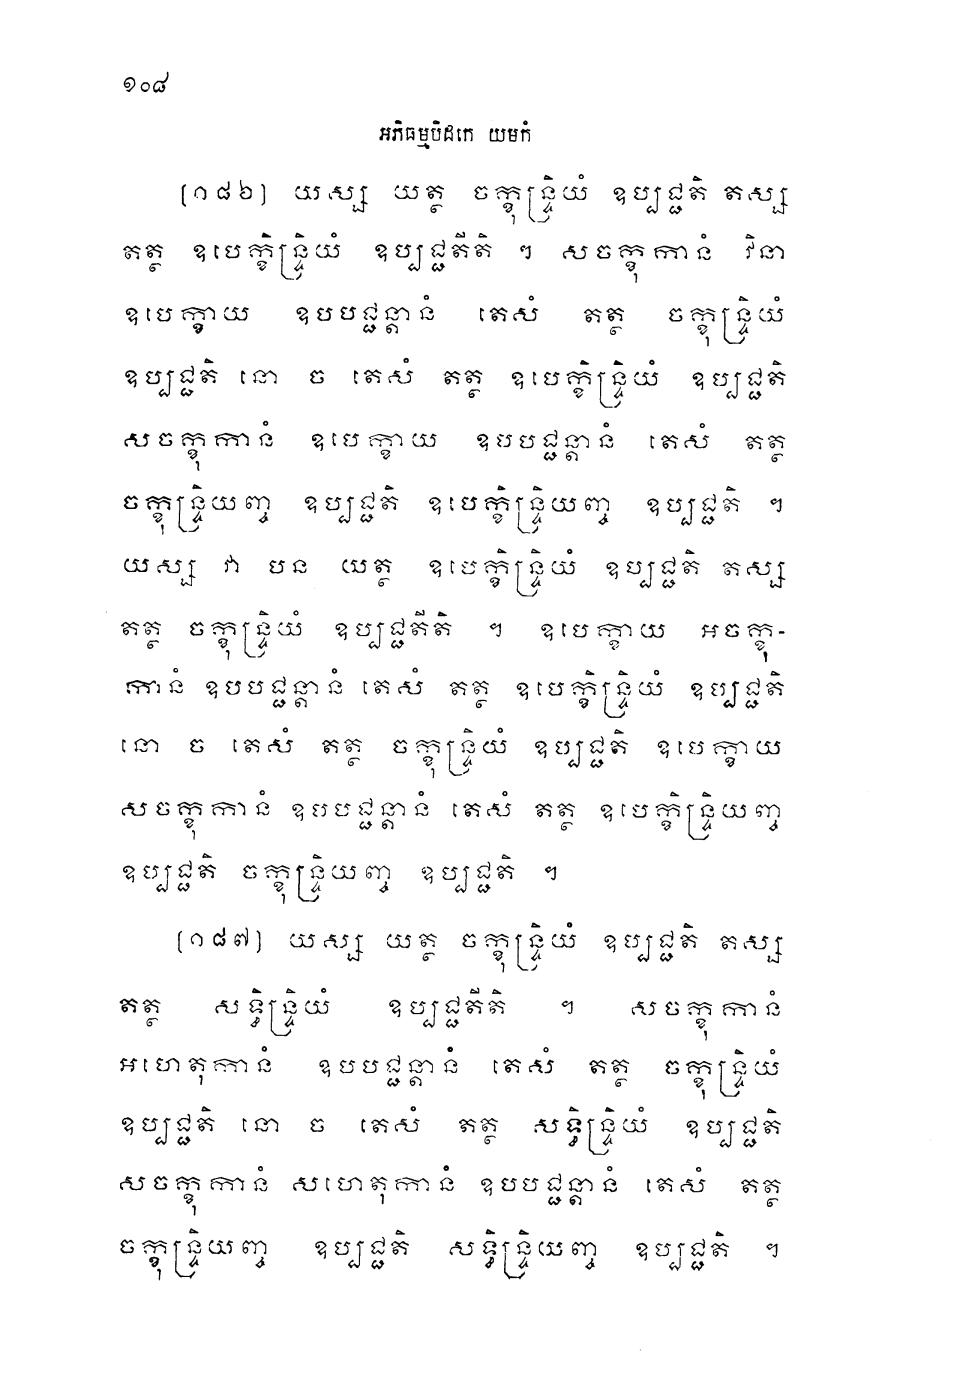 ១០៨
អភិធម្មបិដកេ យមកំ
[១៨៦] យស្ស យត្ថ ចក្ខុន្ទ្រិយំ ឧប្បជ្ជតិ តស្ស
តត្ថ ឧបេក្ខិន្ទ្រិយំ ឧប្បជ្ជតីតិ ។ សចក្ខុកានំ វិនា
ឧបេក្ខាយ ឧបបជ្ជន្តានំ តេសំ តត្ថ ចក្ខុន្ទ្រិយំ
ឧប្បជ្ជតិ នោ ច តេសំ តត្ថ ឧបេក្ខិន្ទ្រិយំ ឧប្បជ្ជតិ
សចក្ខុកានំ ឧបេក្ខាយ ឧបបជ្ជន្តានំ តេសំ តត្ថ
ចក្ខុន្ទ្រិយញ្ច ឧប្បជ្ជតិ ឧបេក្ខិន្ទ្រិយញ្ច ឧប្បជ្ជតិ ។
យស្ស វា បន យត្ថ ឧបេក្ខិន្ទ្រិយំ ឧប្បជ្ជតិ តស្ស
តត្ថ ចក្ខុន្ទ្រិយំ ឧប្បជ្ជតីតិ ។ ឧបេក្ខាយ អចក្ខុ-
កានំ ឧបបជ្ជន្តានំ តេសំ តត្ថ ឧបេក្ខិន្ទ្រិយំ ឧប្បជ្ជតិ
នោ ច តេសំ តត្ថ ចក្ខុន្ទ្រិយំ ឧប្បជ្ជតិ ឧបេក្ខាយ
សចក្ខុកានំ ឧបបជ្ជន្តានំ តេសំ តត្ថ ឧបេក្ខិន្ទ្រិយញ្ច
ឧប្បជ្ជតិ ចក្ខុន្ទ្រិយញ្ច ឧប្បជ្ជតិ ។
[១៨៧] យស្ស យត្ថ ចក្ខុន្ទ្រិយំ ឧប្បជ្ជតិ តស្ស
តត្ថ សទ្ធិន្ទ្រិយំ ឧប្បជ្ជតីតិ ។ សចក្ខុកានំ
អហេតុកានំ ឧបបជ្ជន្តានំ តេសំ តត្ថ ចក្ខុន្ទ្រិយំ
ឧប្បជ្ជតិ នោ ច តេសំ តត្ថ សទ្ធិន្ទ្រិយំ ឧប្បជ្ជតិ
សចក្ខុកានំ សហេតុកានំ ឧបបជ្ជន្តានំ តេសំ តត្ថ
ចក្ខុន្ទ្រិយញ្ច ឧប្បជ្ជតិ សទ្ធិន្ទ្រិយញ្ច ឧប្បជ្ជតិ ។